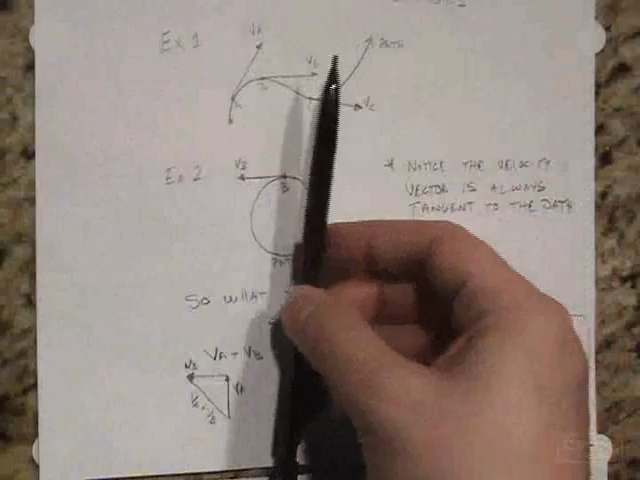 Ex 1
VA
VB
PATH
VC
Ex 2
VB
B
* NOTICE THE VELOCITY
VECTOR IS ALWAYS
TANGENT TO THE PATH
SO WHAT
VA + VB
VB
VA
VA + VB